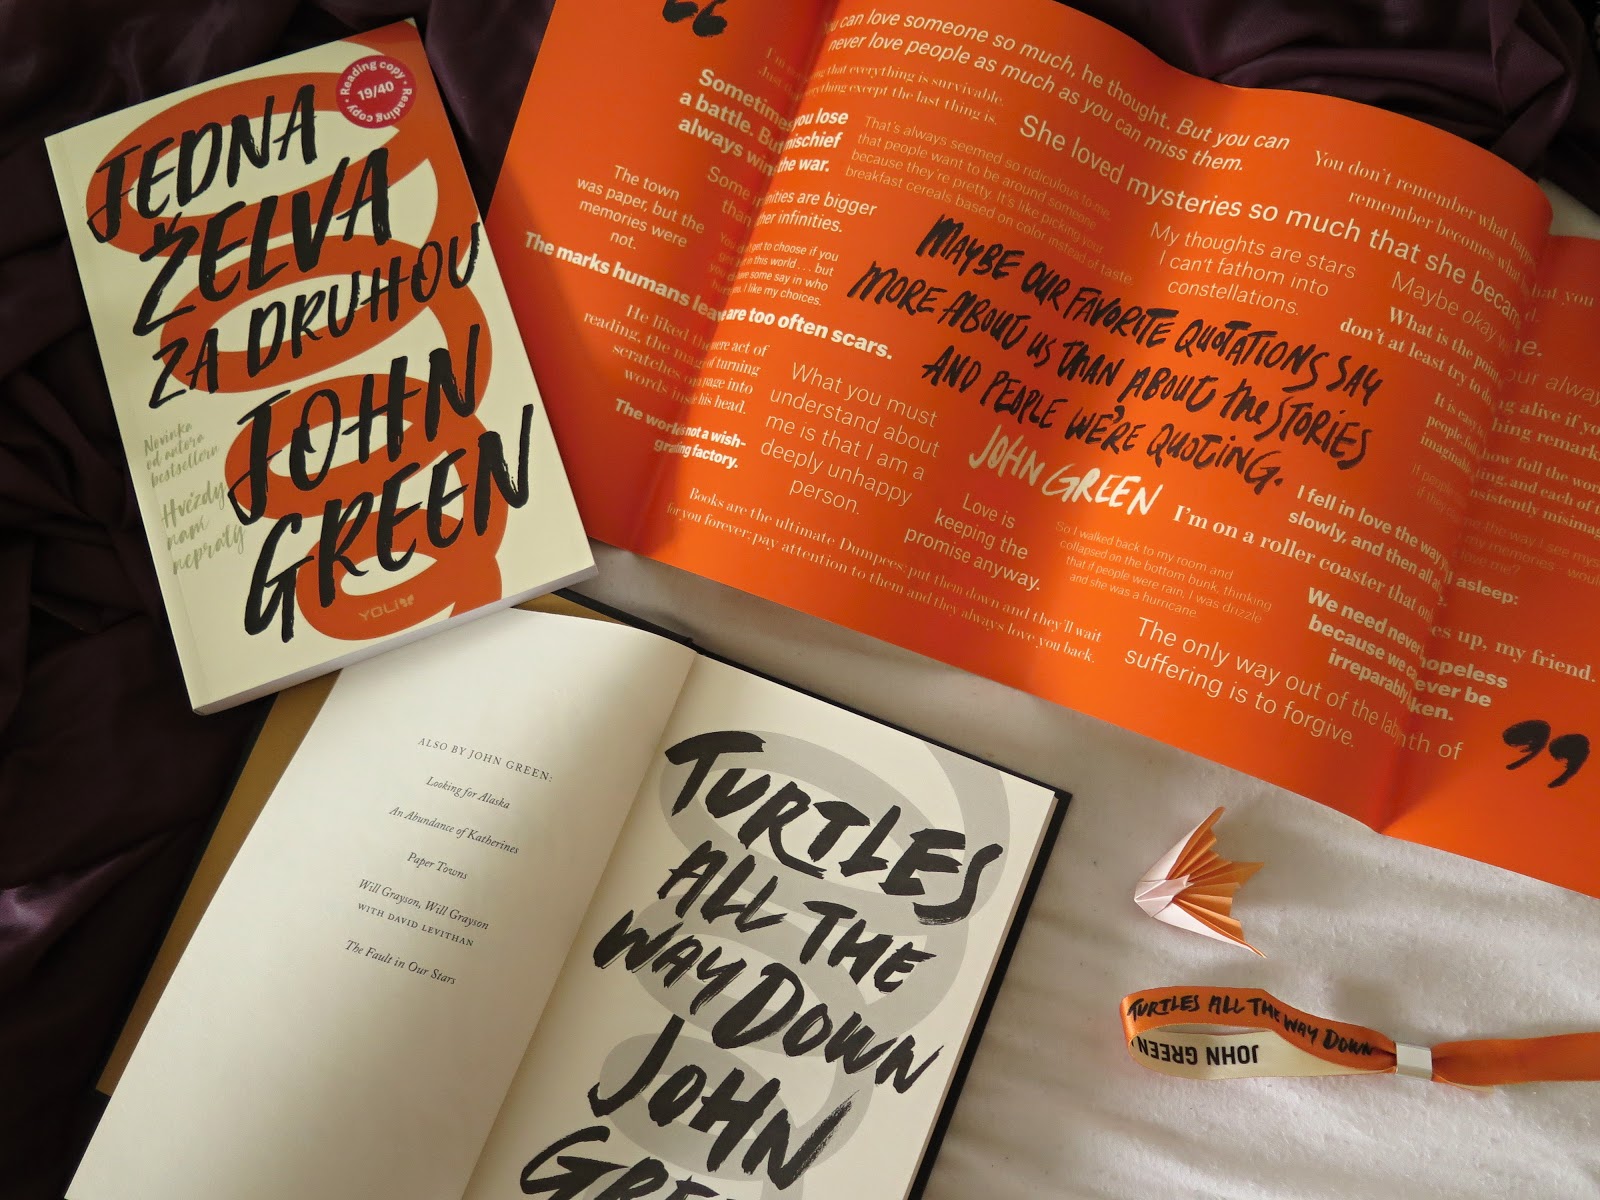 JEDNA
ŽELVA
ZA DRUHOU
JOHN
GREEN
Reading copy • Reading copy •
19/40
Novinka
od autora
bestselleru
Hvězdy
nám
nepřály
YOLI
“
Sometimes you lose
a battle. But mischief
always wins the war.
The town
was paper, but the
memories were
not.
The marks humans leave are too often scars.
He liked the mere act of
reading, the magic of turning
scratches on a page into
words inside his head.
The world is not a wish-
granting factory.
you can love someone so much, he thought. But you can
never love people as much as you can miss them.
that everything is survivable.
everything except the last thing is.
Some infinities are bigger
than other infinities.
get to choose if you
in this world . . . but
have some say in who
I like my choices.
That's always seemed so ridiculous to me,
that people want to be around someone
because they're pretty. It's like picking your
breakfast cereals based on color instead of taste.
She loved mysteries so much that she became one.
You don't remember what happened.
remember becomes what
My thoughts are stars
I can't fathom into
constellations.
Maybe okay
What is the point
don't at least try to do
MAYBE OUR FAVORITE QUOTATIONS SAY
MORE ABOUT US THAN ABOUT THE STORIES
AND PEOPLE WE'RE QUOTING.
JOHN GREEN
What you must
understand about
me is that I am a
deeply unhappy
person.
Love is
keeping the
promise anyway.
Books are the ultimate Dumpees: put them down and they'll wait
for you forever; pay attention to them and they always love you back.
So I walked back to my room and
collapsed on the bottom bunk, thinking
that if people were rain, I was drizzle
and she was a hurricane.
I fell in love the way you fall asleep:
slowly, and then all at
I'm on a roller coaster that only goes up, my friend.
We need never be hopeless
because we can never be
irreparably broken.
The only way out of the labyrinth of
suffering is to forgive.
”
ALSO BY JOHN GREEN:
Looking for Alaska
An Abundance of Katherines
Paper Towns
Will Grayson, Will Grayson
WITH DAVID LEVITHAN
The Fault in Our Stars
TURTLES
ALL THE
WAY DOWN
JOHN
GREEN
TURTLES ALL THE WAY DOWN
JOHN GREEN